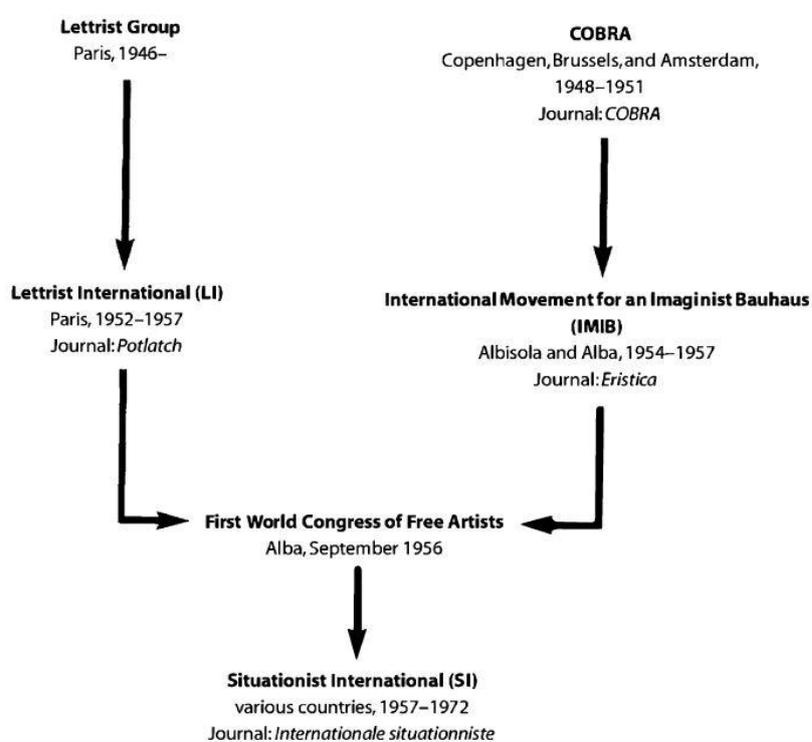 Lettrist Group
Paris, 1946–
COBRA
Copenhagen, Brussels, and Amsterdam,
1948–1951
Journal: COBRA
Lettrist International (LI)
Paris, 1952–1957
Journal: Potlatch
International Movement for an Imaginist Bauhaus
(IMIB)
Albisola and Alba, 1954–1957
Journal: Eristica
First World Congress of Free Artists
Alba, September 1956
Situationist International (SI)
various countries, 1957–1972
Journal: Internationale situationniste